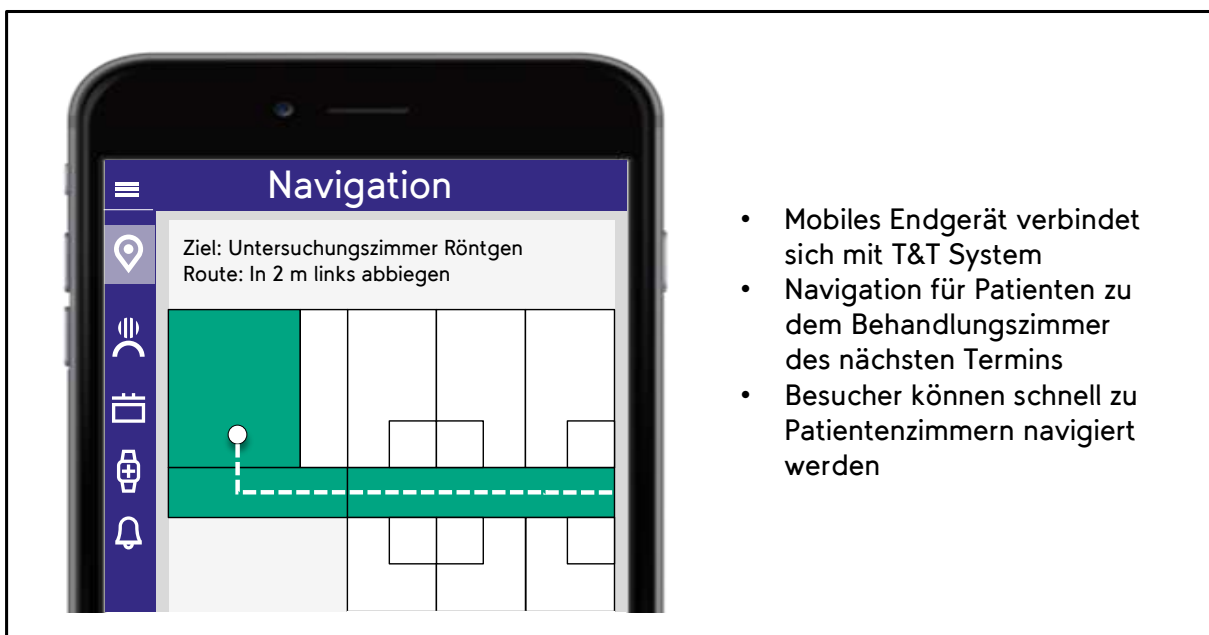 Navigation
Ziel: Untersuchungszimmer Röntgen
Route: In 2 m links abbiegen
• Mobiles Endgerät verbindet
sich mit T&T System
• Navigation für Patienten zu
dem Behandlungszimmer
des nächsten Termins
• Besucher können schnell zu
Patientenzimmern navigiert
werden